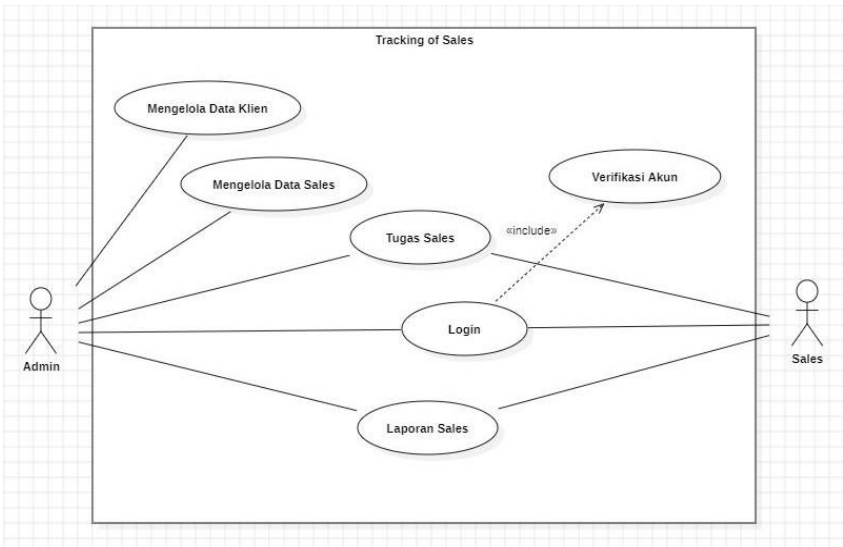 Tracking of Sales
Mengelola Data Klien
Verifikasi Akun
Mengelola Data Sales
«include»
Tugas Sales
Login
Admin
Sales
Laporan Sales